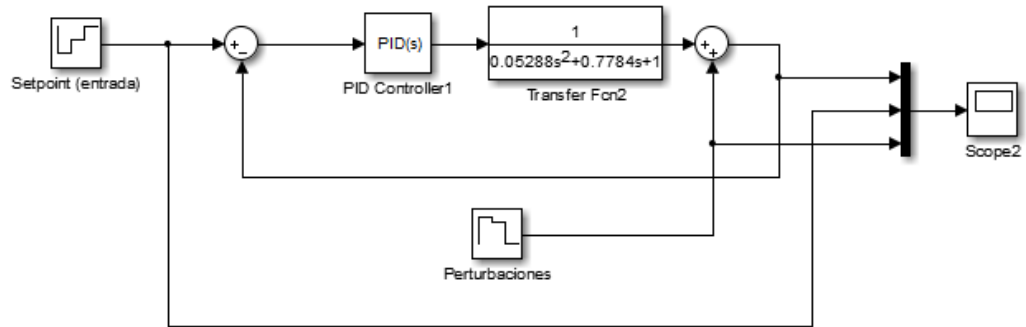 Setpoint (entrada)
+
−
PID(s)
PID Controller1
1
0.05288s²+0.7784s+1
Transfer Fcn2
+
+
Scope2
Perturbaciones